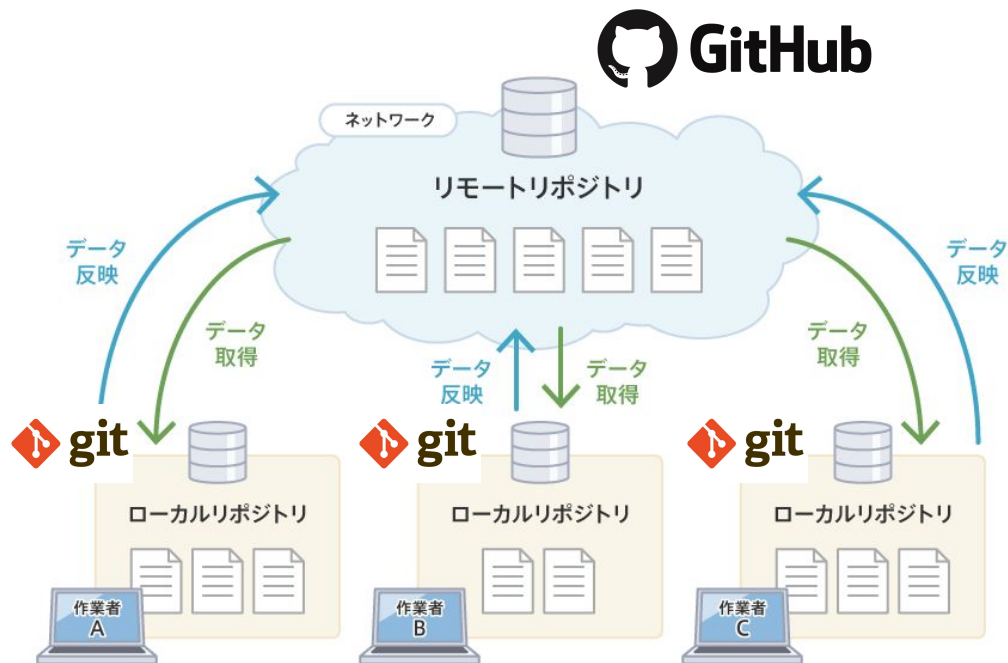 GitHub
ネットワーク
リモートリポジトリ
データ
反映
データ
取得
データ
反映
データ
取得
データ
取得
データ
反映
git
git
git
ローカルリポジトリ
ローカルリポジトリ
ローカルリポジトリ
作業者
A
作業者
B
作業者
C